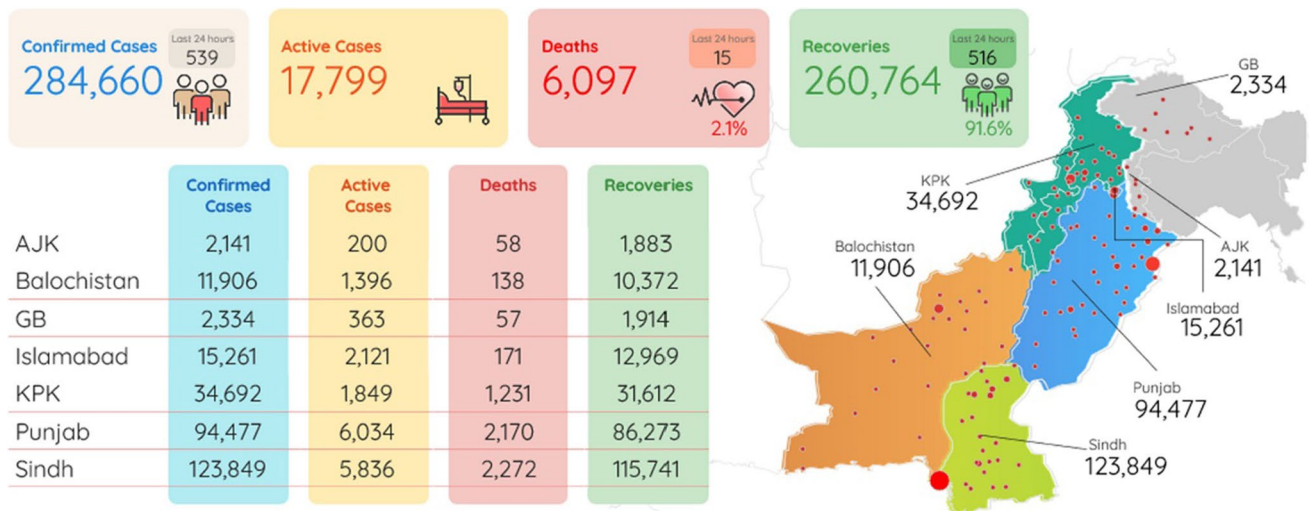 Confirmed Cases
284,660
Last 24 hours
539
Active Cases
17,799
Deaths
6,097
Last 24 hours
15
2.1%
Recoveries
260,764
Last 24 hours
516
91.6%
Confirmed Cases Active Cases Deaths Recoveries
AJK 2,141 200 58 1,883
Balochistan 11,906 1,396 138 10,372
GB 2,334 363 57 1,914
Islamabad 15,261 2,121 171 12,969
KPK 34,692 1,849 1,231 31,612
Punjab 94,477 6,034 2,170 86,273
Sindh 123,849 5,836 2,272 115,741
GB
2,334
KPK
34,692
Balochistan
11,906
AJK
2,141
Islamabad
15,261
Punjab
94,477
Sindh
123,849